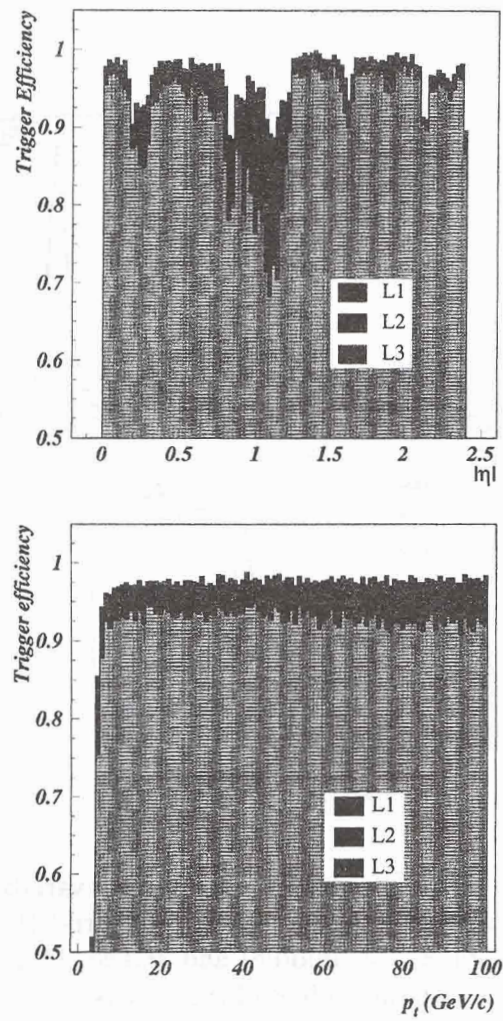 Trigger Efficiency
1
0.9
0.8
0.7
0.6
0.5
L1
L2
L3
0 0.5 1 1.5 2 2.5
|η|
Trigger efficiency
1
0.9
0.8
0.7
0.6
0.5
L1
L2
L3
0 20 40 60 80 100
p_t (GeV/c)